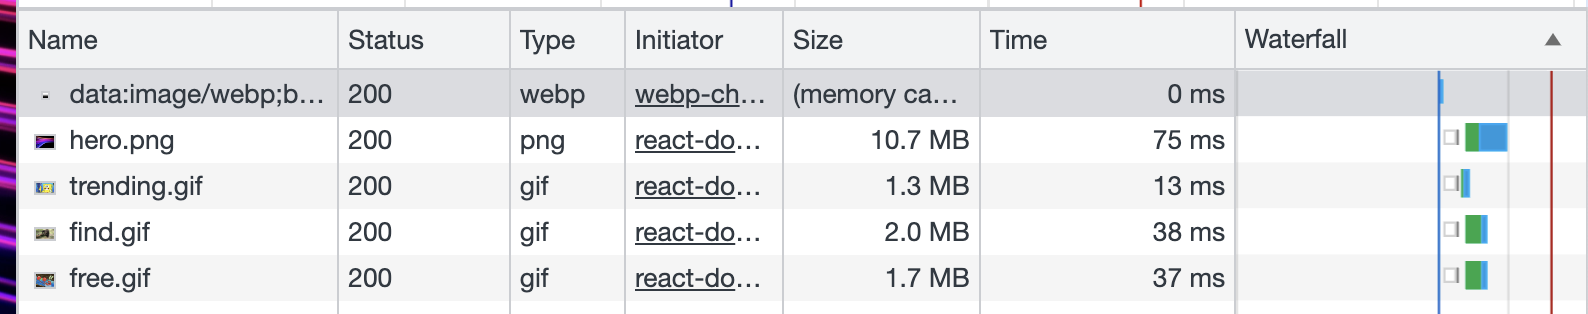 Name Status Type Initiator Size Time Waterfall ▲
data:image/webp;b... 200 webp webp-ch... (memory ca... 0 ms
hero.png 200 png react-do... 10.7 MB 75 ms
trending.gif 200 gif react-do... 1.3 MB 13 ms
find.gif 200 gif react-do... 2.0 MB 38 ms
free.gif 200 gif react-do... 1.7 MB 37 ms